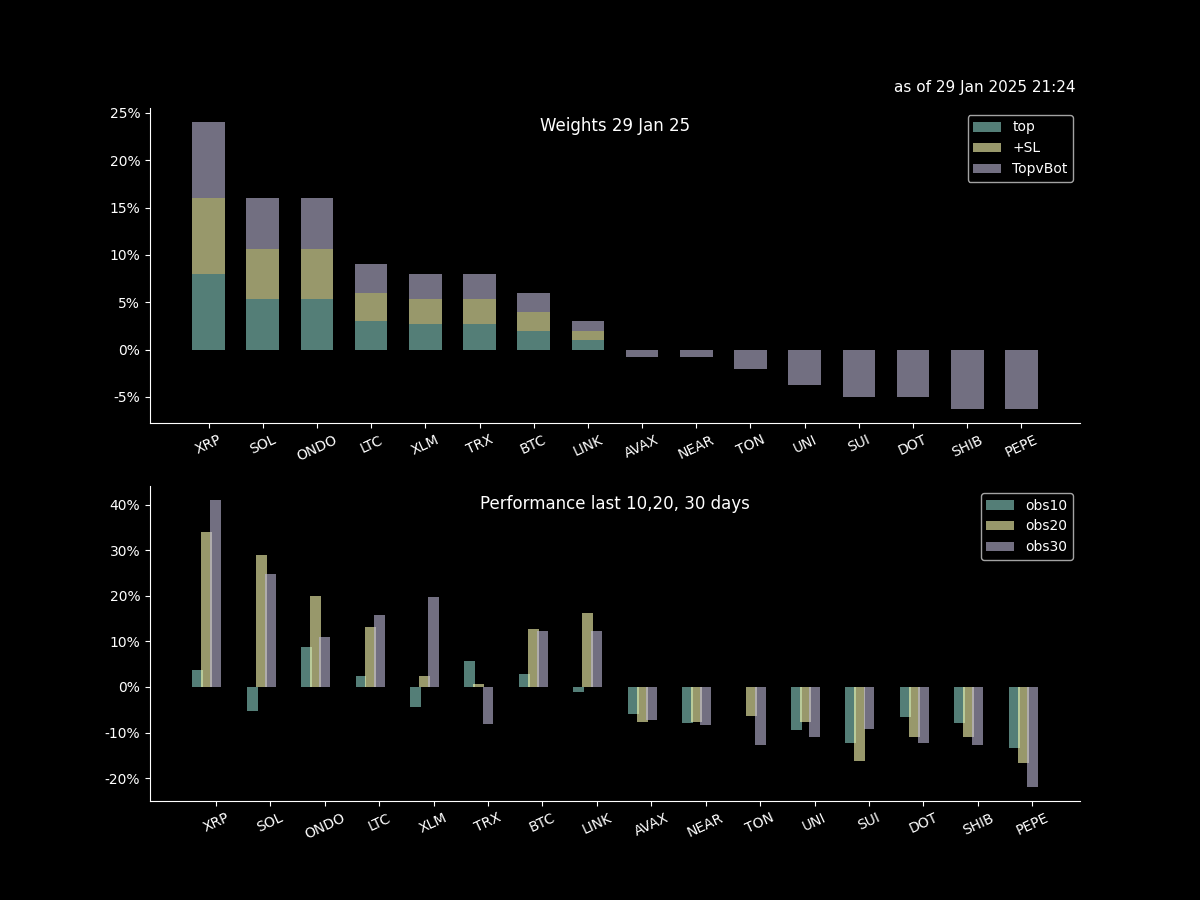 as of 29 Jan 2025 21:24
Weights 29 Jan 25
top
+SL
TopvBot
25%
20%
15%
10%
5%
0%
-5%
XRP SOL ONDO LTC XLM TRX BTC LINK AVAX NEAR TON UNI SUI DOT SHIB PEPE
Performance last 10,20, 30 days
obs10
obs20
obs30
40%
30%
20%
10%
0%
-10%
-20%
XRP SOL ONDO LTC XLM TRX BTC LINK AVAX NEAR TON UNI SUI DOT SHIB PEPE